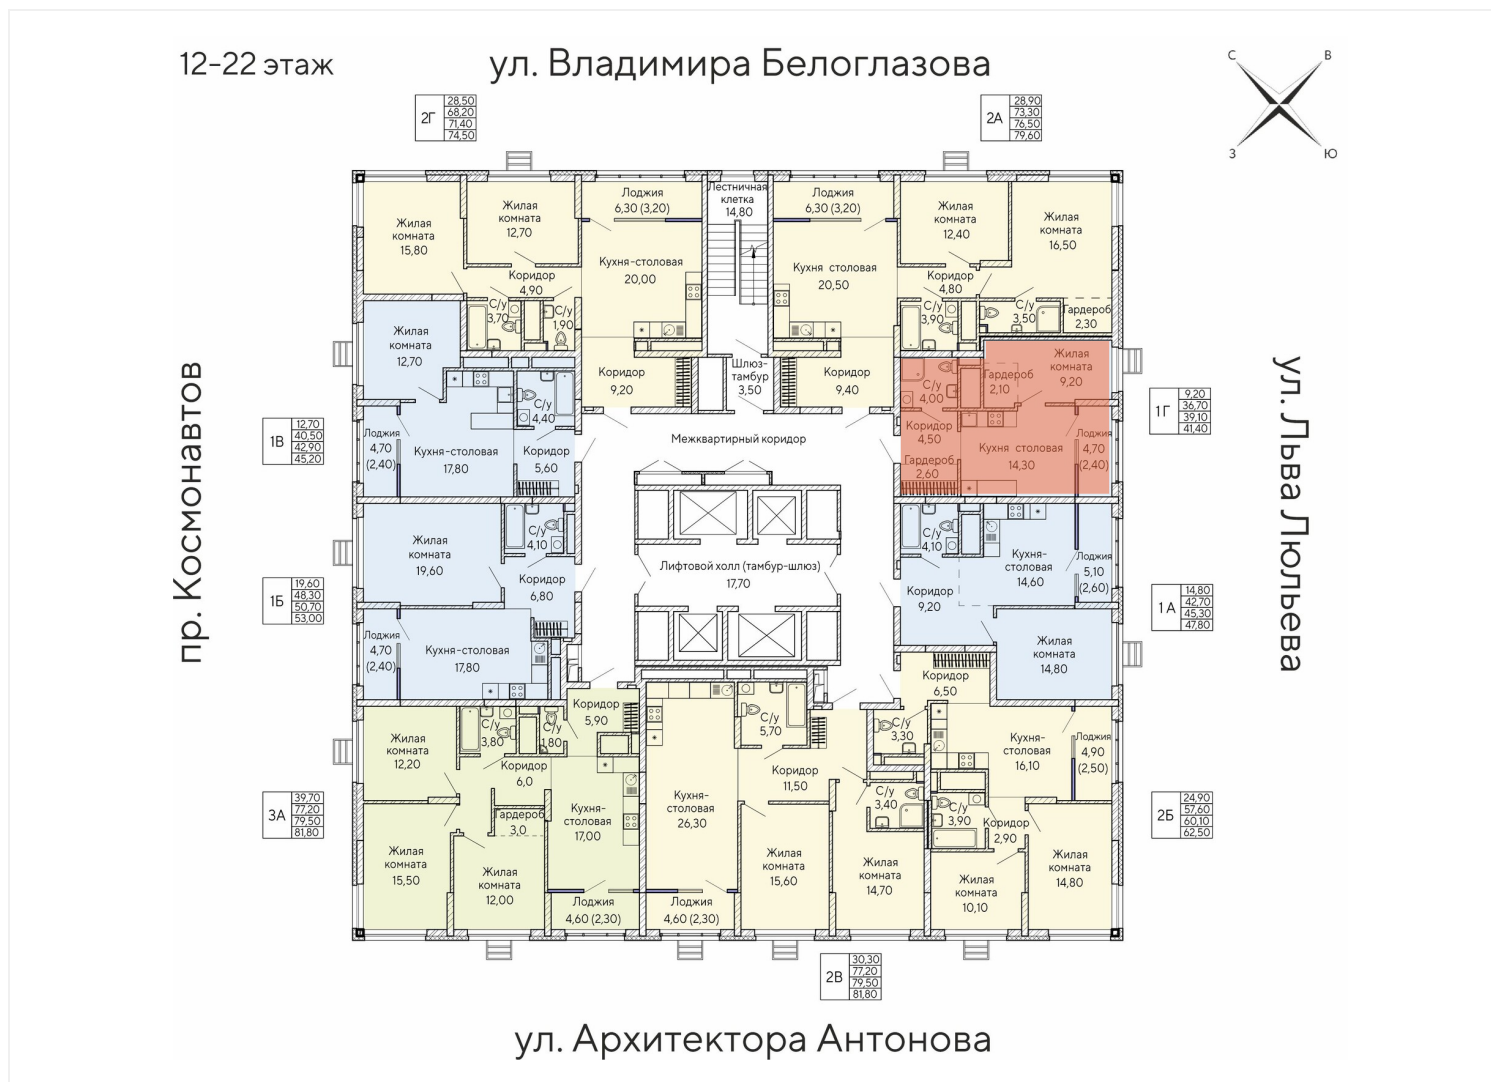 12-22 этаж
ул. Владимира Белоглазова
С
В
З
Ю
2Г
28,50
68,20
71,40
74,50
2А
28,90
73,30
76,50
79,60
Жилая
комната
15,80
Жилая
комната
12,70
Лоджия
6,30 (3,20)
Лестничная
клетка
14,80
Лоджия
6,30 (3,20)
Жилая
комната
12,40
Жилая
комната
16,50
Коридор
4,90
Кухня-столовая
20,00
Кухня столовая
20,50
Коридор
4,80
С/у
3,70
С/у
1,90
С/у
3,90
С/у
3,50
Гардероб
2,30
Жилая
комната
12,70
Коридор
9,20
Шлюз-
тамбур
3,50
Коридор
9,40
С/у
4,00
Гардероб
2,10
Жилая
комната
9,20
1Г
9,20
36,70
39,10
41,40
1В
12,70
40,50
42,90
45,20
Лоджия
4,70
(2,40)
Кухня-столовая
17,80
С/у
4,40
Коридор
5,60
Межквартирный коридор
Коридор
4,50
Гардероб
2,60
Кухня столовая
14,30
Лоджия
4,70
(2,40)
пр. Космонавтов
ул. Льва Люльева
Жилая
комната
19,60
С/у
4,10
Коридор
6,80
Лифтовой холл (тамбур-шлюз)
17,70
С/у
4,10
Кухня-
столовая
14,60
Лоджия
5,10
(2,60)
Коридор
9,20
1Б
19,60
48,30
50,70
53,00
1А
14,80
42,70
45,30
47,80
Лоджия
4,70
(2,40)
Кухня-столовая
17,80
Жилая
комната
14,80
Коридор
6,50
Жилая
комната
12,20
С/у
3,80
С/у
1,80
Коридор
5,90
С/у
5,70
С/у
3,30
Кухня-
столовая
16,10
Лоджия
4,90
(2,50)
Коридор
6,0
Коридор
11,50
3А
39,70
77,20
79,50
81,80
Гардероб
3,0
Кухня-
столовая
17,00
Кухня-
столовая
26,30
С/у
3,40
С/у
3,90
Коридор
2,90
2Б
24,90
57,60
60,10
62,50
Жилая
комната
15,50
Жилая
комната
12,00
Жилая
комната
15,60
Жилая
комната
14,70
Жилая
комната
10,10
Жилая
комната
14,80
Лоджия
4,60 (2,30)
Лоджия
4,60 (2,30)
2В
30,30
77,20
79,50
81,80
ул. Архитектора Антонова